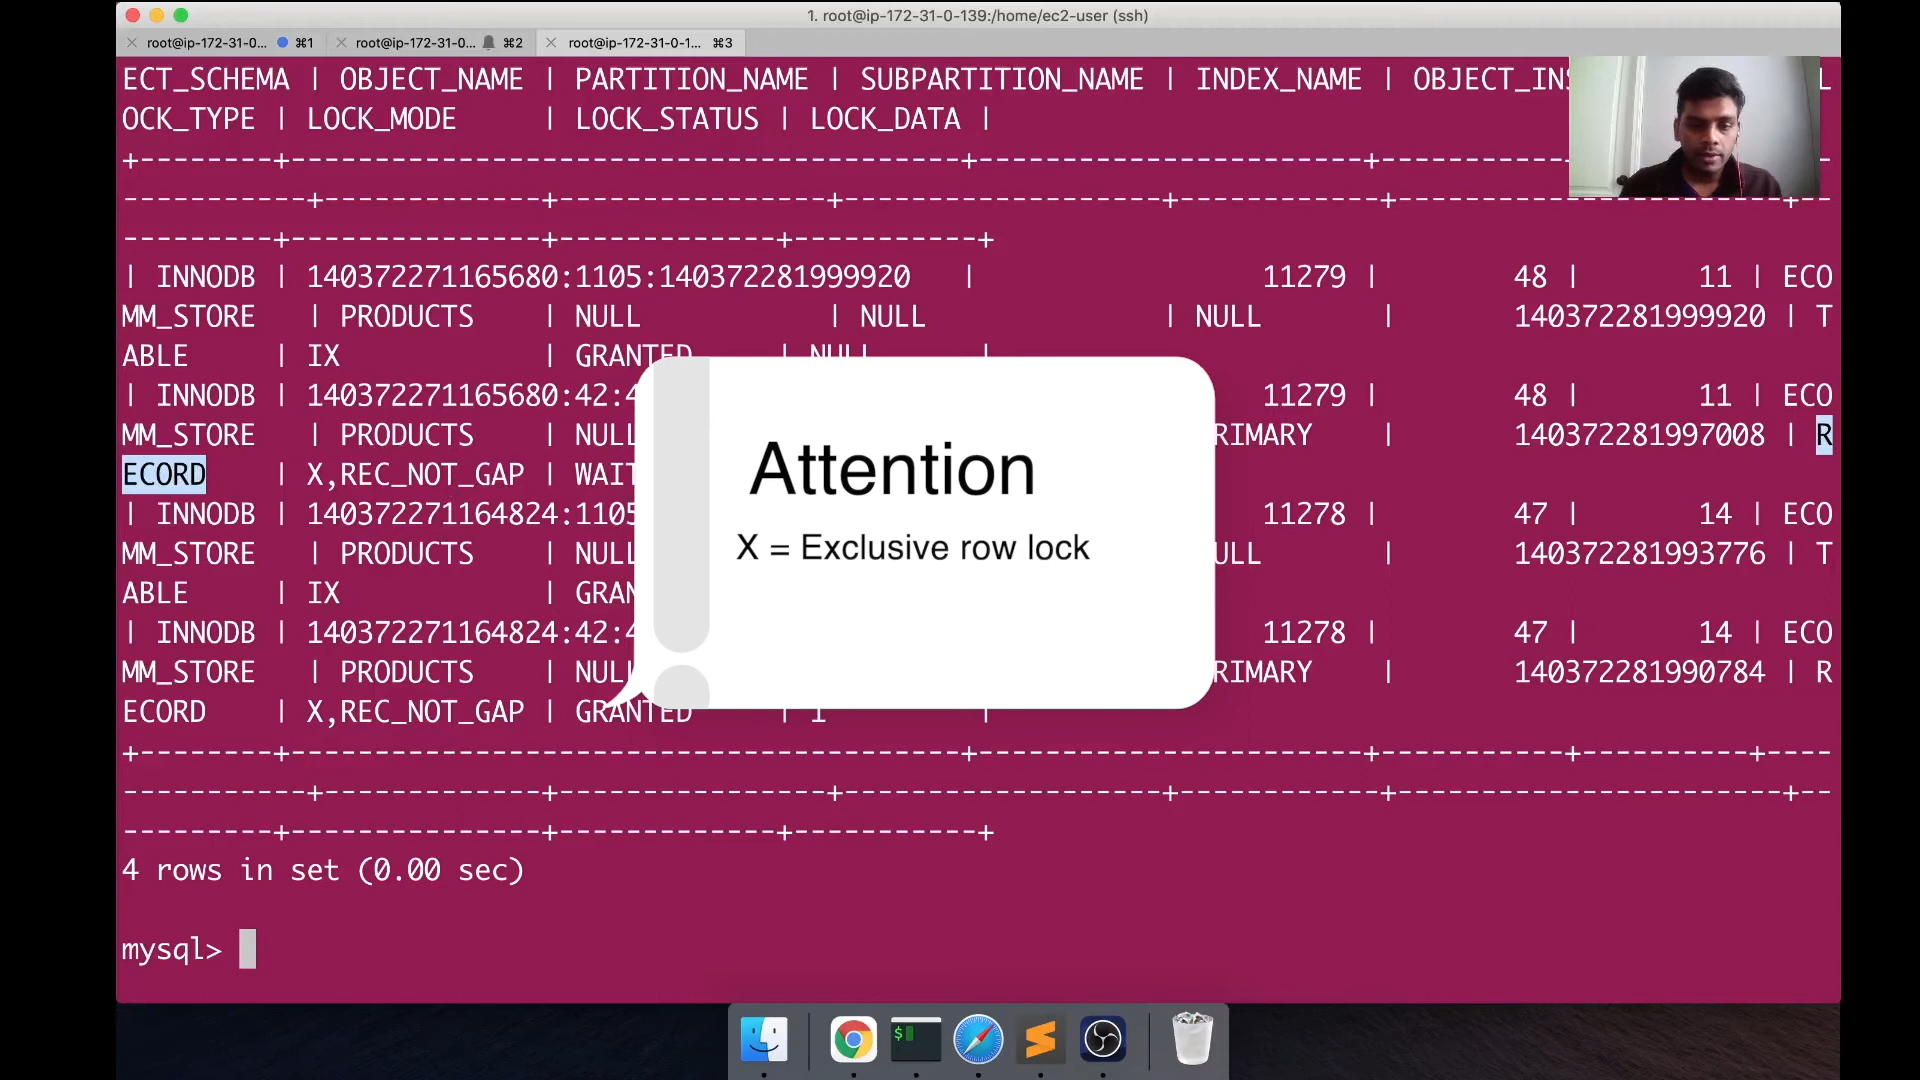 1. root@ip-172-31-0-139:/home/ec2-user (ssh)
root@ip-172-31-0... ⌘1 root@ip-172-31-0... ⌘2 root@ip-172-31-0-1... ⌘3
ECT_SCHEMA | OBJECT_NAME | PARTITION_NAME | SUBPARTITION_NAME | INDEX_NAME | OBJECT_INS L
OCK_TYPE | LOCK_MODE | LOCK_STATUS | LOCK_DATA |
+--------+----------------------------------------+-----------------------+-----------
-----------+-------------+----------------+-------------------+------------+-----------------------+--
---------+---------------+-------------+-----------+
| INNODB | 140372271165680:1105:140372281999920 | 11279 | 48 | 11 | ECO
MM_STORE | PRODUCTS | NULL | NULL | NULL | 140372281999920 | T
ABLE | IX | GRANTED | NULL |
| INNODB | 140372271165680:42:4 11279 | 48 | 11 | ECO
MM_STORE | PRODUCTS | NULL RIMARY | 140372281997008 | R
ECORD | X,REC_NOT_GAP | WAIT
| INNODB | 140372271164824:1105 11278 | 47 | 14 | ECO
MM_STORE | PRODUCTS | NULL ULL | 140372281993776 | T
ABLE | IX | GRAN
| INNODB | 140372271164824:42:4 11278 | 47 | 14 | ECO
MM_STORE | PRODUCTS | NULL RIMARY | 140372281990784 | R
ECORD | X,REC_NOT_GAP | GRANTED | 1 |
+--------+----------------------------------------+-----------------------+-----------+----------+----
-----------+-------------+----------------+-------------------+------------+-----------------------+--
---------+---------------+-------------+-----------+
4 rows in set (0.00 sec)
mysql>
Attention
X = Exclusive row lock